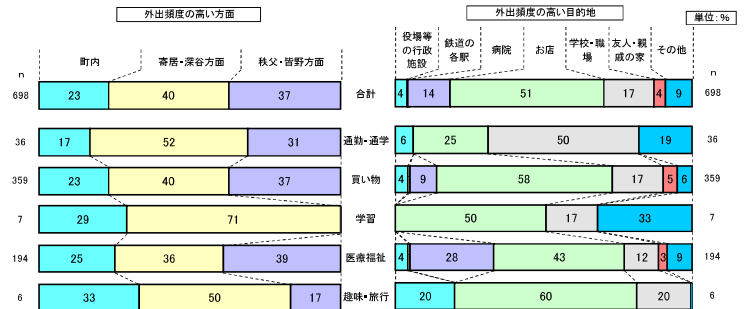 外出頻度の高い方面
外出頻度の高い目的地
単位:%
町内 寄居・深谷方面 秩父・皆野方面
役場等の行政施設 鉄道の各駅 病院 お店 学校・職場 友人・親戚の家 その他
n n
698 23 40 37 合計 4 14 51 17 4 9 698
36 17 52 31 通勤・通学 6 25 50 19 36
359 23 40 37 買い物 4 9 58 17 5 6 359
7 29 71 学習 50 17 33 7
194 25 36 39 医療福祉 4 28 43 12 3 9 194
6 33 50 17 趣味・旅行 20 60 20 6